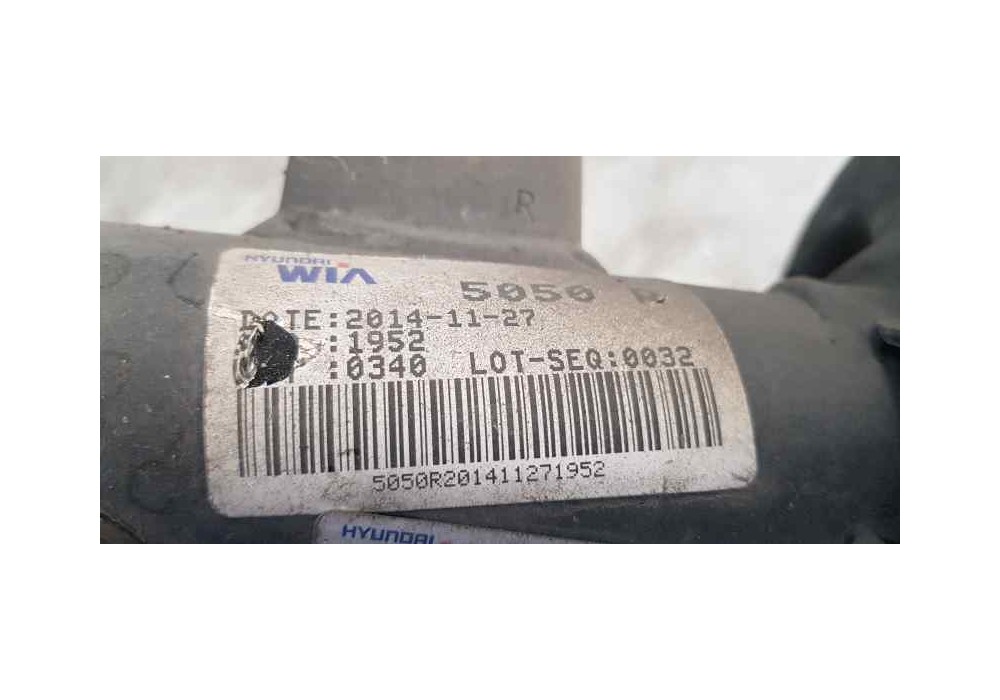 R
HYUNDAI
WIA
5050 R
DATE:2014-11-27
:1952
:0340 LOT-SEQ:0032
5050R201411271952
HYUNDAI